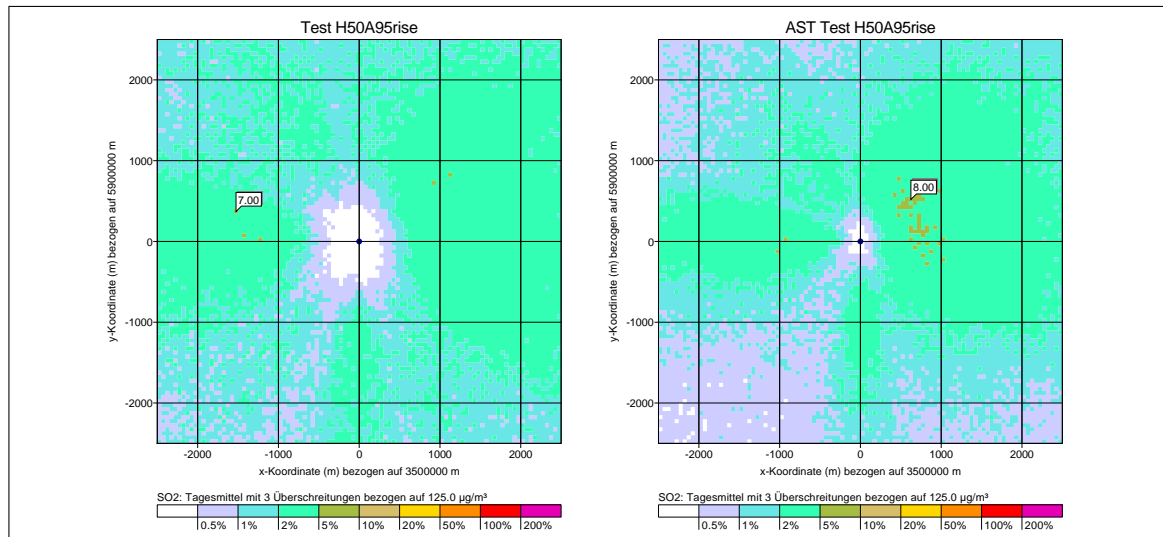 Test H50A95rise
2000
1000
0
-1000
-2000
y-Koordinate (m) bezogen auf 5900000 m
7.00
-2000
-1000
0
1000
2000
x-Koordinate (m) bezogen auf 3500000 m
SO2: Tagesmittel mit 3 Überschreitungen bezogen auf 125.0 µg/m³
0.5% 1% 2% 5% 10% 20% 50% 100% 200%
AST Test H50A95rise
2000
1000
0
-1000
-2000
y-Koordinate (m) bezogen auf 5900000 m
8.00
-2000
-1000
0
1000
2000
x-Koordinate (m) bezogen auf 3500000 m
SO2: Tagesmittel mit 3 Überschreitungen bezogen auf 125.0 µg/m³
0.5% 1% 2% 5% 10% 20% 50% 100% 200%